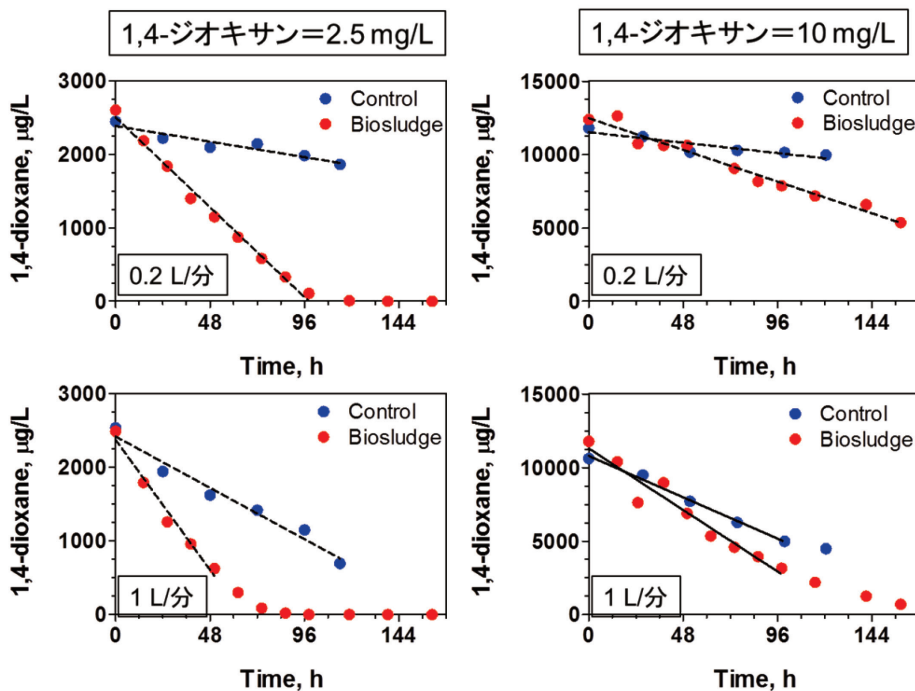 1,4-ジオキサン＝2.5 mg/L
1,4-ジオキサン＝10 mg/L
1,4-dioxane, µg/L
3000
2000
1000
0
Control
Biosludge
0.2 L/分
0
48
96
144
Time, h
1,4-dioxane, µg/L
15000
10000
5000
0
Control
Biosludge
0.2 L/分
0
48
96
144
Time, h
1,4-dioxane, µg/L
3000
2000
1000
0
Control
Biosludge
1 L/分
0
48
96
144
Time, h
1,4-dioxane, µg/L
15000
10000
5000
0
Control
Biosludge
1 L/分
0
48
96
144
Time, h